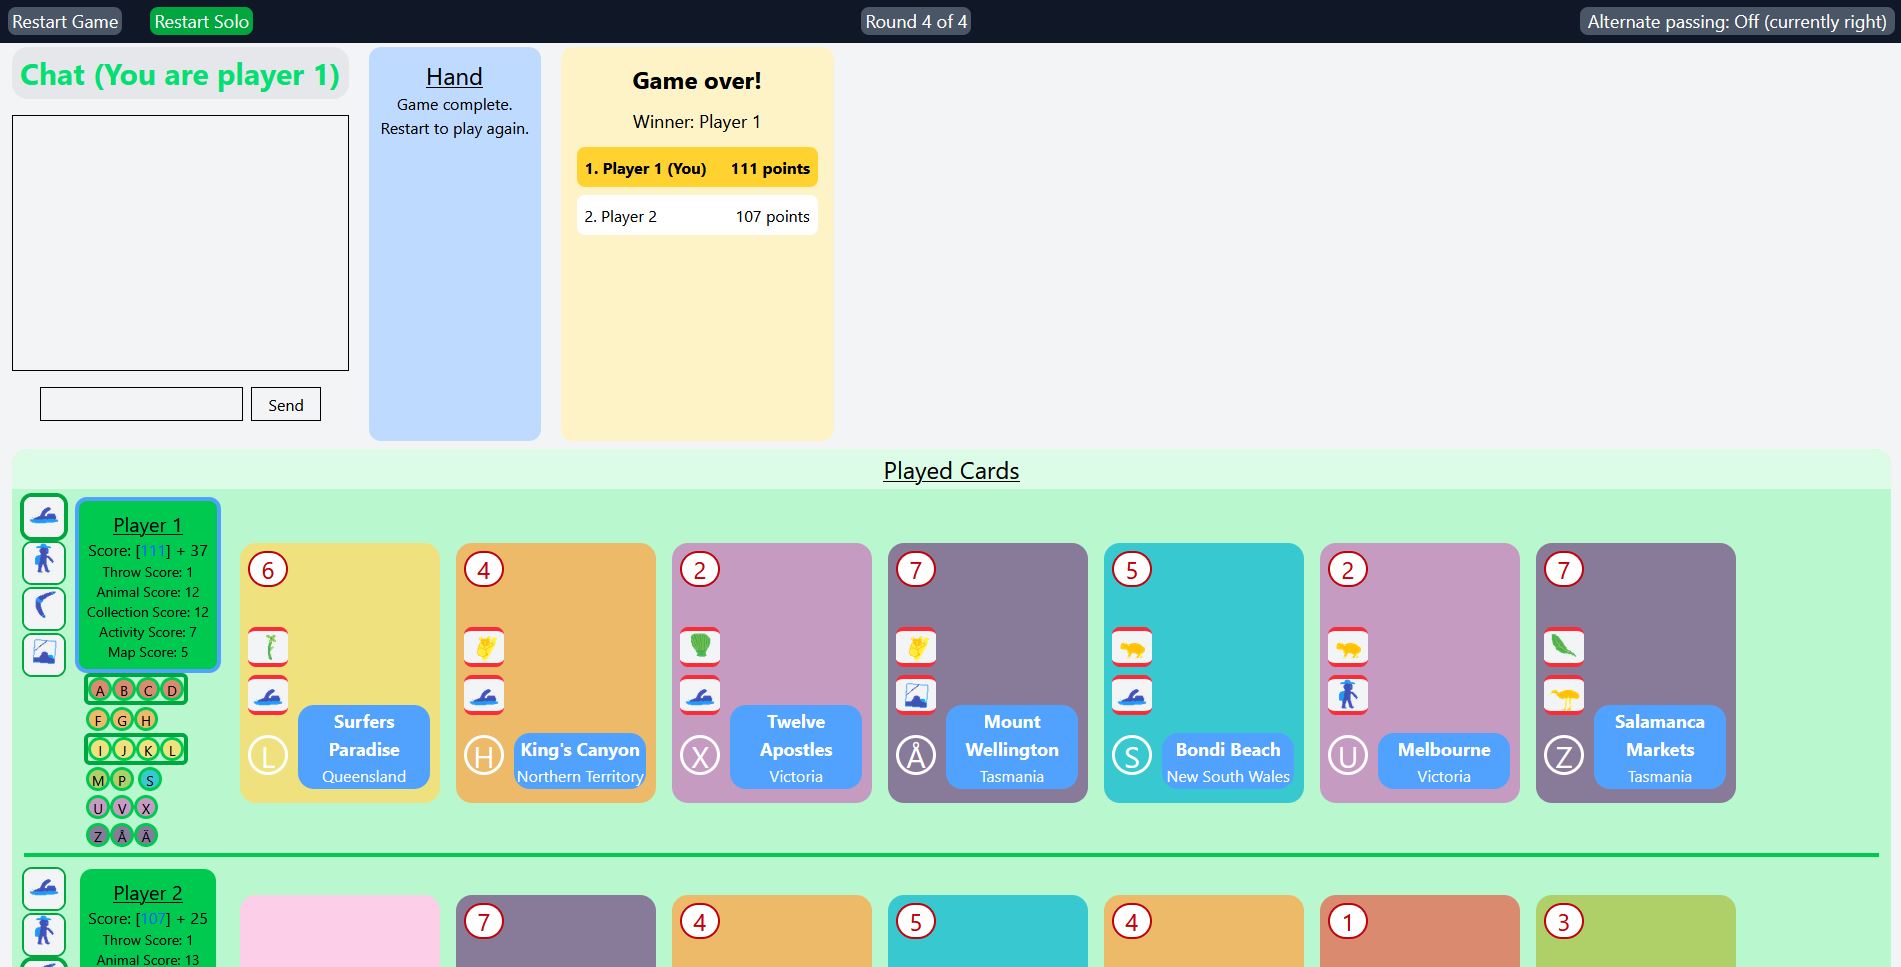 Restart Game
Restart Solo
Round 4 of 4
Alternate passing: Off (currently right)
Chat (You are player 1)
Send
Hand
Game complete.
Restart to play again.
Game over!
Winner: Player 1
1. Player 1 (You) 111 points
2. Player 2 107 points
Played Cards
Player 1
Score: [111] + 37
Throw Score: 1
Animal Score: 12
Collection Score: 12
Activity Score: 7
Map Score: 5
A B C D
F G H
I J K L
M P S
U V X
Z Å Ä
6
L
Surfers
Paradise
Queensland
4
H
King's Canyon
Northern Territory
2
X
Twelve
Apostles
Victoria
7
Å
Mount
Wellington
Tasmania
5
S
Bondi Beach
New South Wales
2
U
Melbourne
Victoria
7
Z
Salamanca
Markets
Tasmania
Player 2
Score: [107] + 25
Throw Score: 1
Animal Score: 13
7
4
5
4
1
3